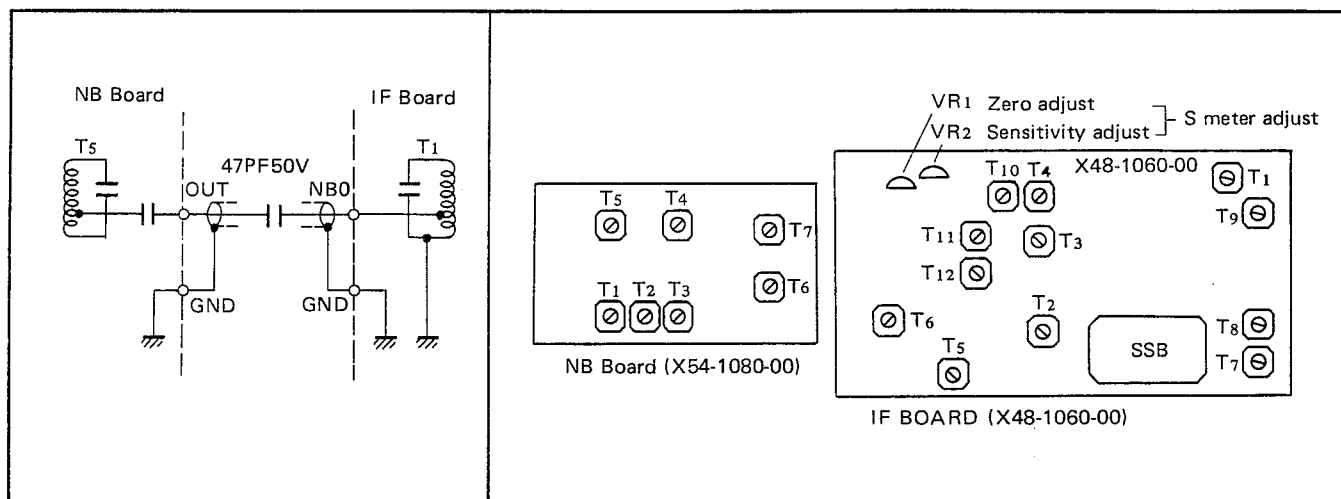 NB Board
IF Board
T5
T1
47PF50V
OUT
NB0
GND
GND
VR1 Zero adjust
VR2 Sensitivity adjust
S meter adjust
T5
T4
T7
T6
T1
T2
T3
NB Board (X54-1080-00)
X48-1060-00
T10
T4
T1
T9
T11
T3
T12
T6
T2
T8
T5
SSB
T7
IF BOARD (X48-1060-00)